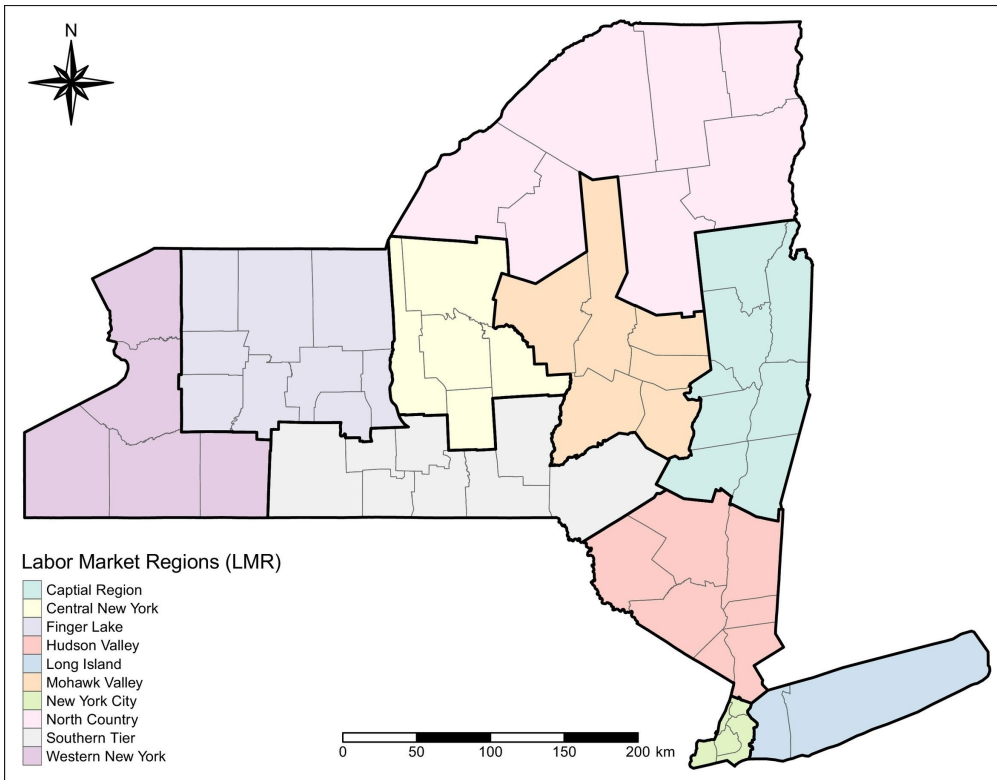 N
Labor Market Regions (LMR)
Captial Region
Central New York
Finger Lake
Hudson Valley
Long Island
Mohawk Valley
New York City
North Country
Southern Tier
Western New York
0 50 100 150 200 km